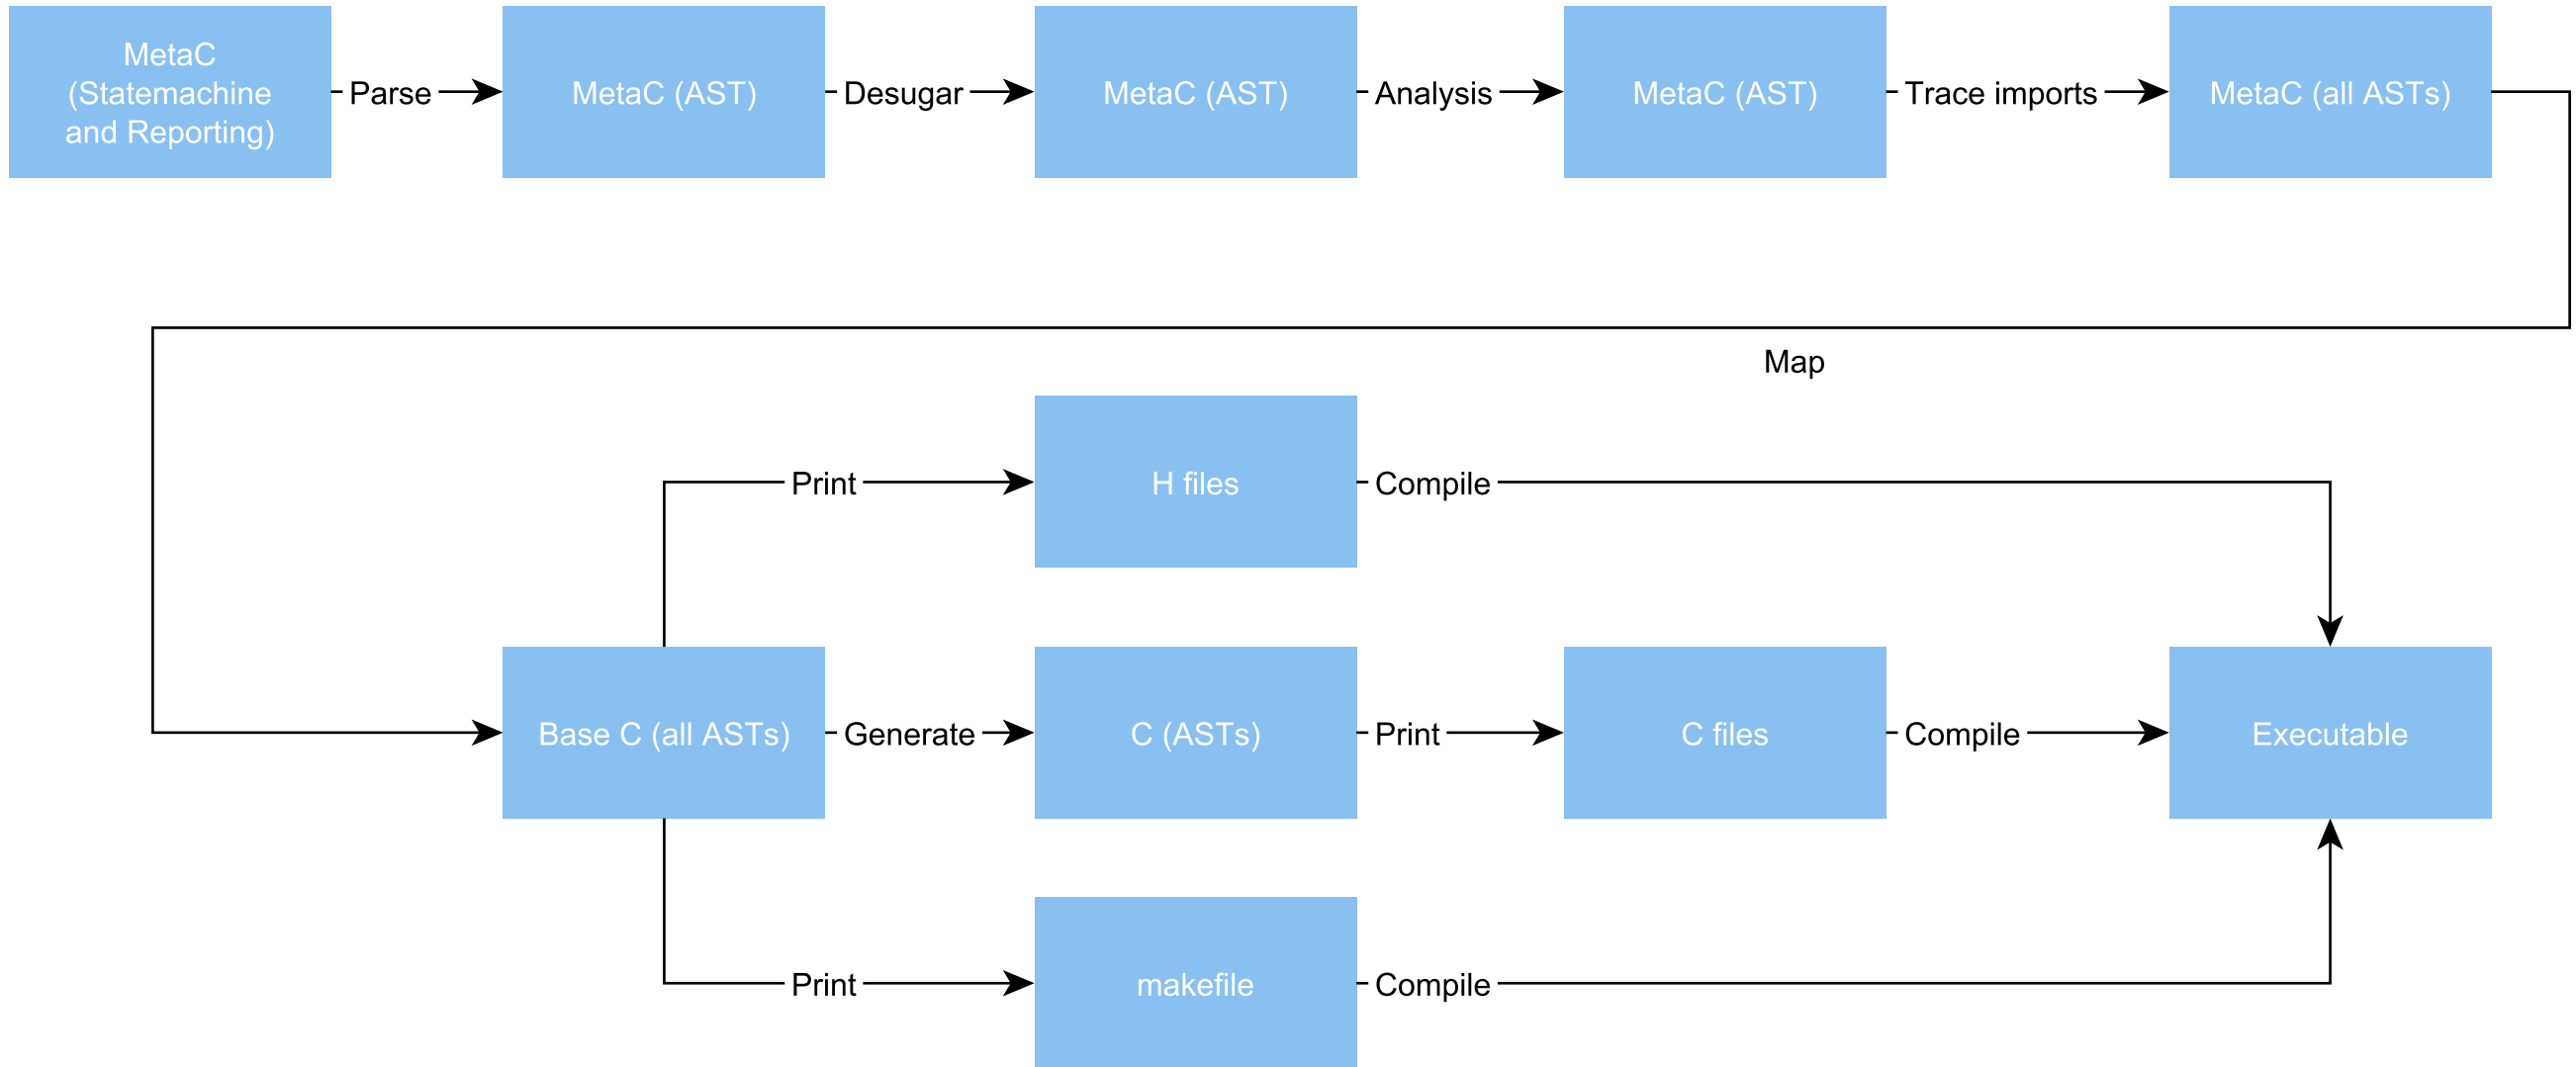 MetaC
(Statemachine
and Reporting)
Parse
MetaC (AST)
Desugar
MetaC (AST)
Analysis
MetaC (AST)
Trace imports
MetaC (all ASTs)
Map
Print
H files
Compile
Base C (all ASTs)
Generate
C (ASTs)
Print
C files
Compile
Executable
Print
makefile
Compile